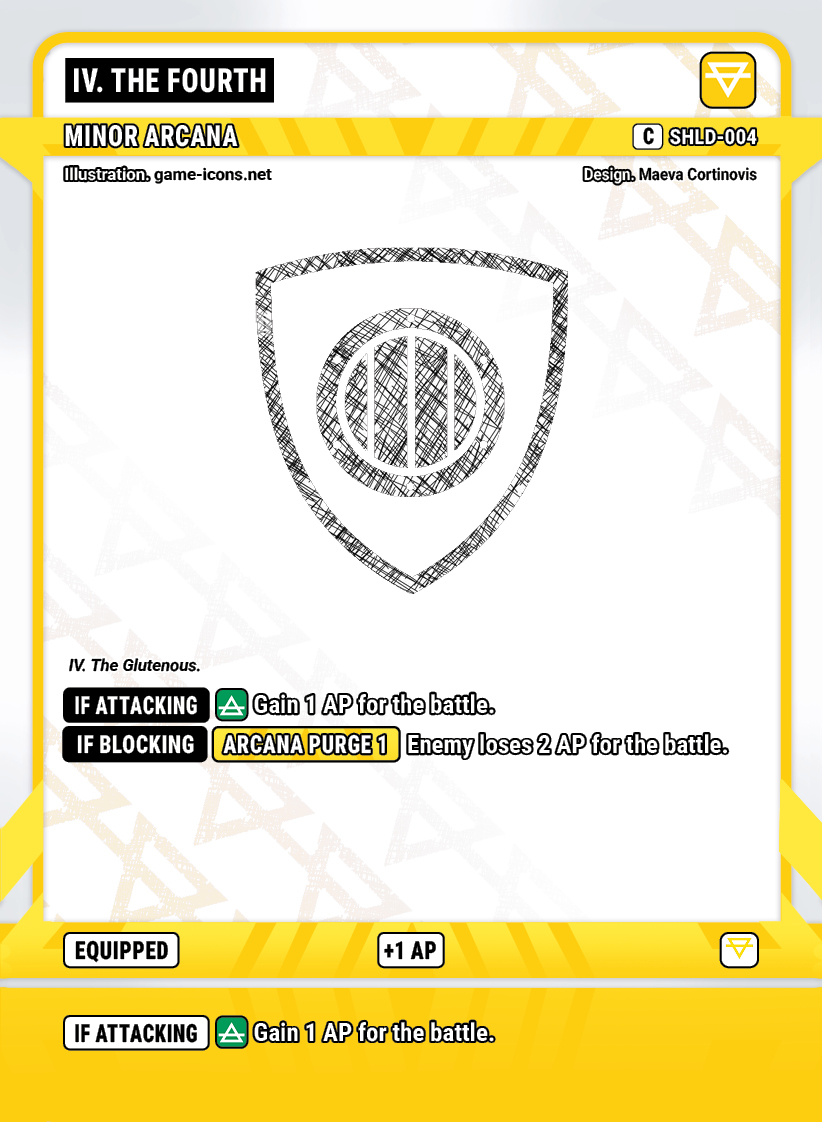 IV. THE FOURTH
MINOR ARCANA
C SHLD-004
Illustration. game-icons.net
Design. Maeva Cortinovis
IV. The Glutenous.
IF ATTACKING Gain 1 AP for the battle.
IF BLOCKING ARCANA PURGE 1 Enemy loses 2 AP for the battle.
EQUIPPED
+1 AP
IF ATTACKING Gain 1 AP for the battle.